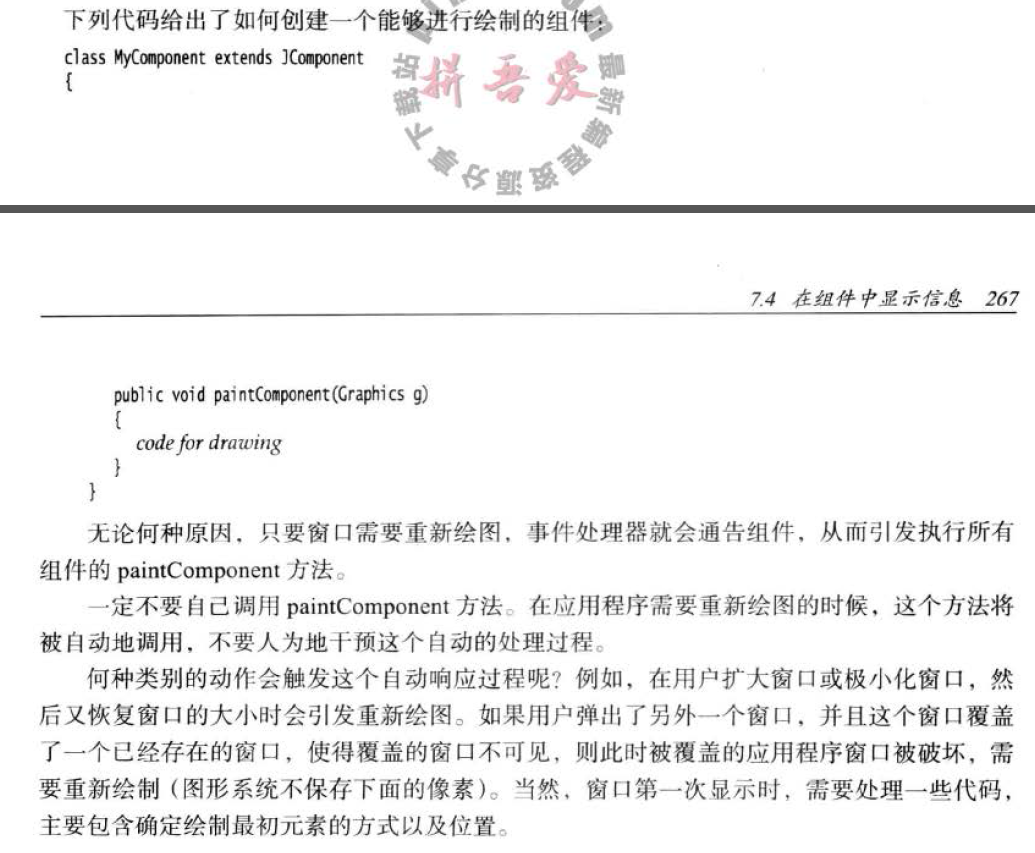 下列代码给出了如何创建一个能够进行绘制的组件：
class MyComponent extends JComponent
{
拼吾爱
下载站
最新编程资源分享
7.4 在组件中显示信息 267
public void paintComponent(Graphics g)
{
code for drawing
}
}
无论何种原因，只要窗口需要重新绘图，事件处理器就会通告组件，从而引发执行所有
组件的 paintComponent 方法。
一定不要自己调用 paintComponent 方法。在应用程序需要重新绘图的时候，这个方法将
被自动地调用，不要人为地干预这个自动的处理过程。
何种类别的动作会触发这个自动响应过程呢？例如，在用户扩大窗口或极小化窗口，然
后又恢复窗口的大小时会引发重新绘图。如果用户弹出了另外一个窗口，并且这个窗口覆盖
了一个已经存在的窗口，使得覆盖的窗口不可见，则此时被覆盖的应用程序窗口被破坏，需
要重新绘制（图形系统不保存下面的像素）。当然，窗口第一次显示时，需要处理一些代码，
主要包含确定绘制最初元素的方式以及位置。